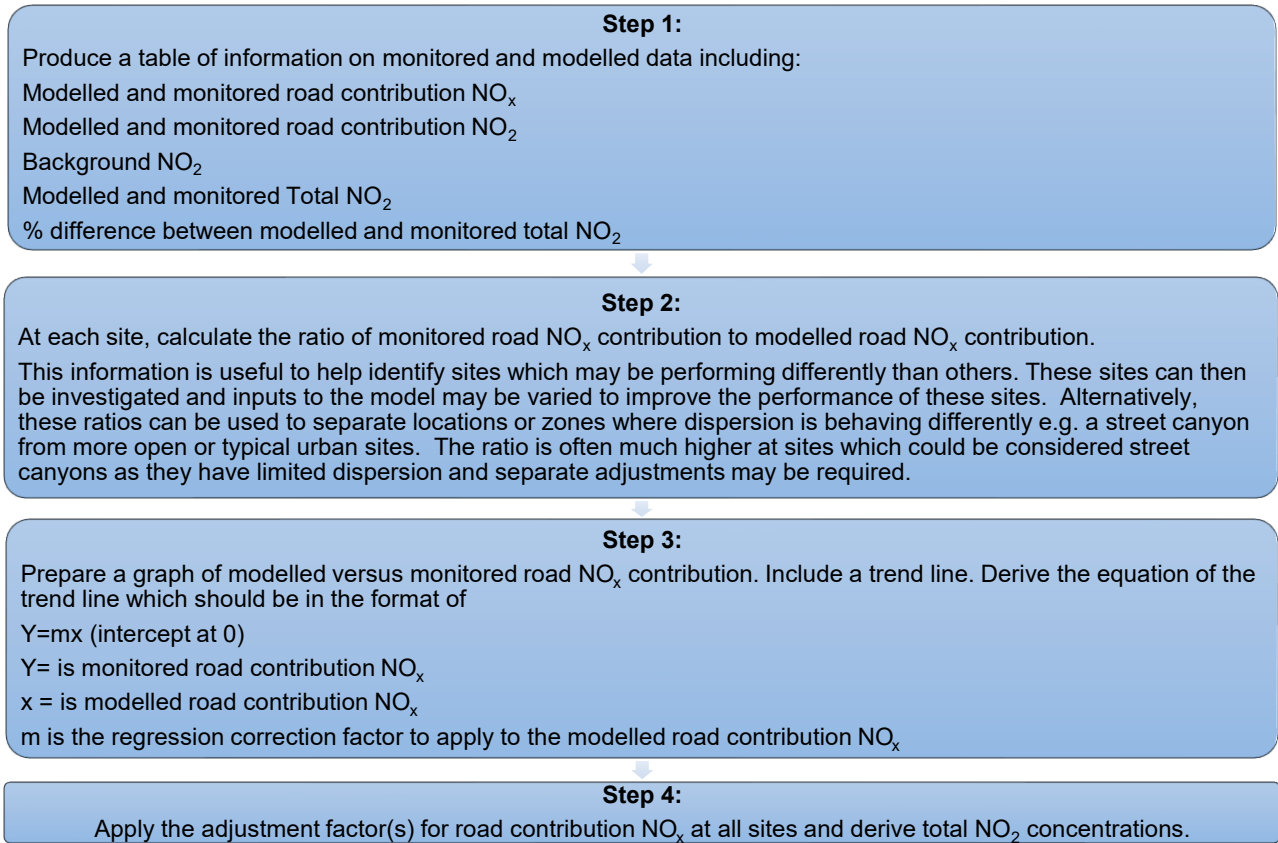 Step 1:
Produce a table of information on monitored and modelled data including:
Modelled and monitored road contribution NOₓ
Modelled and monitored road contribution NO₂
Background NO₂
Modelled and monitored Total NO₂
% difference between modelled and monitored total NO₂
Step 2:
At each site, calculate the ratio of monitored road NOₓ contribution to modelled road NOₓ contribution.
This information is useful to help identify sites which may be performing differently than others. These sites can then
be investigated and inputs to the model may be varied to improve the performance of these sites. Alternatively,
these ratios can be used to separate locations or zones where dispersion is behaving differently e.g. a street canyon
from more open or typical urban sites. The ratio is often much higher at sites which could be considered street
canyons as they have limited dispersion and separate adjustments may be required.
Step 3:
Prepare a graph of modelled versus monitored road NOₓ contribution. Include a trend line. Derive the equation of the
trend line which should be in the format of
Y=mx (intercept at 0)
Y= is monitored road contribution NOₓ
x = is modelled road contribution NOₓ
m is the regression correction factor to apply to the modelled road contribution NOₓ
Step 4:
Apply the adjustment factor(s) for road contribution NOₓ at all sites and derive total NO₂ concentrations.